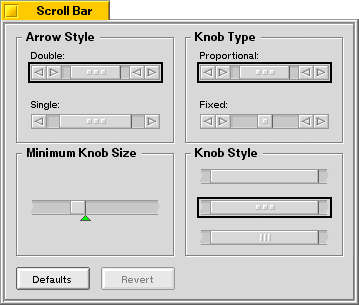 Scroll Bar
Arrow Style
Knob Type
Double:
Proportional:
Single:
Fixed:
Minimum Knob Size
Knob Style
Defaults
Revert